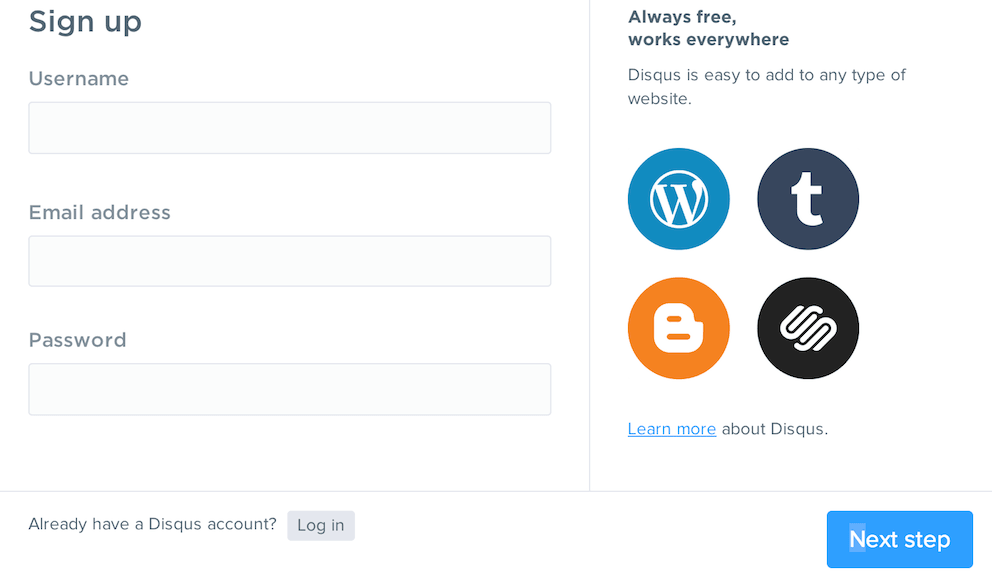 Sign up
Username
Email address
Password
Always free,
works everywhere
Disqus is easy to add to any type of
website.
Learn more about Disqus.
Already have a Disqus account? Log in
Next step